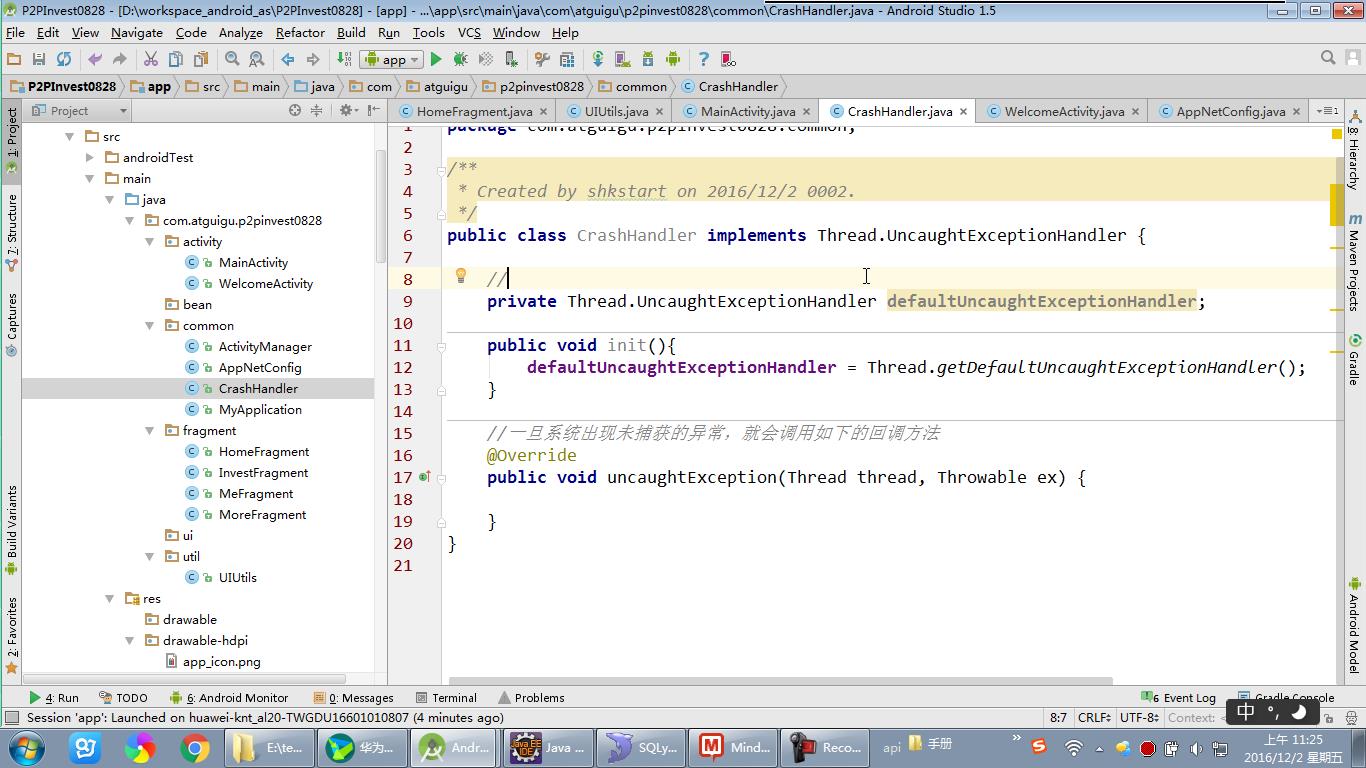 P2PInvest0828 - [D:\workspace_android_as\P2PInvest0828] - [app] - ...\app\src\main\java\com\atguigu\p2pinvest0828\common\CrashHandler.java - Android Studio 1.5
File Edit View Navigate Code Analyze Refactor Build Run Tools VCS Window Help
app
P2PInvest0828 app src main java com atguigu p2pinvest0828 common CrashHandler
Project
HomeFragment.java UIUtils.java MainActivity.java CrashHandler.java WelcomeActivity.java AppNetConfig.java
1: Project
7: Structure
Captures
Build Variants
2: Favorites
src
androidTest
main
java
com.atguigu.p2pinvest0828
activity
MainActivity
WelcomeActivity
bean
common
ActivityManager
AppNetConfig
CrashHandler
MyApplication
fragment
HomeFragment
InvestFragment
MeFragment
MoreFragment
ui
util
UIUtils
res
drawable
drawable-hdpi
app_icon.png
1 package com.atguigu.p2pinvest0828.common;
2
3 /**
4 * Created by shkstart on 2016/12/2 0002.
5 */
6 public class CrashHandler implements Thread.UncaughtExceptionHandler {
7
8 //
9 private Thread.UncaughtExceptionHandler defaultUncaughtExceptionHandler;
10
11 public void init(){
12 defaultUncaughtExceptionHandler = Thread.getDefaultUncaughtExceptionHandler();
13 }
14
15 //一旦系统出现未捕获的异常，就会调用如下的回调方法
16 @Override
17 public void uncaughtException(Thread thread, Throwable ex) {
18
19 }
20 }
21
8: Hierarchy
m Maven Projects
Gradle
Android Model
4: Run TODO 6: Android Monitor 0: Messages Terminal Problems 6 Event Log Gradle Console
Session 'app': Launched on huawei-knt_al20-TWGDU16601010807 (4 minutes ago) 8:7 CRLF UTF-8 Context:
中 °,
E:\te... 华为... Andr... Java ... SQLy... Mind... Reco... api 手册
上午 11:25
2016/12/2 星期五